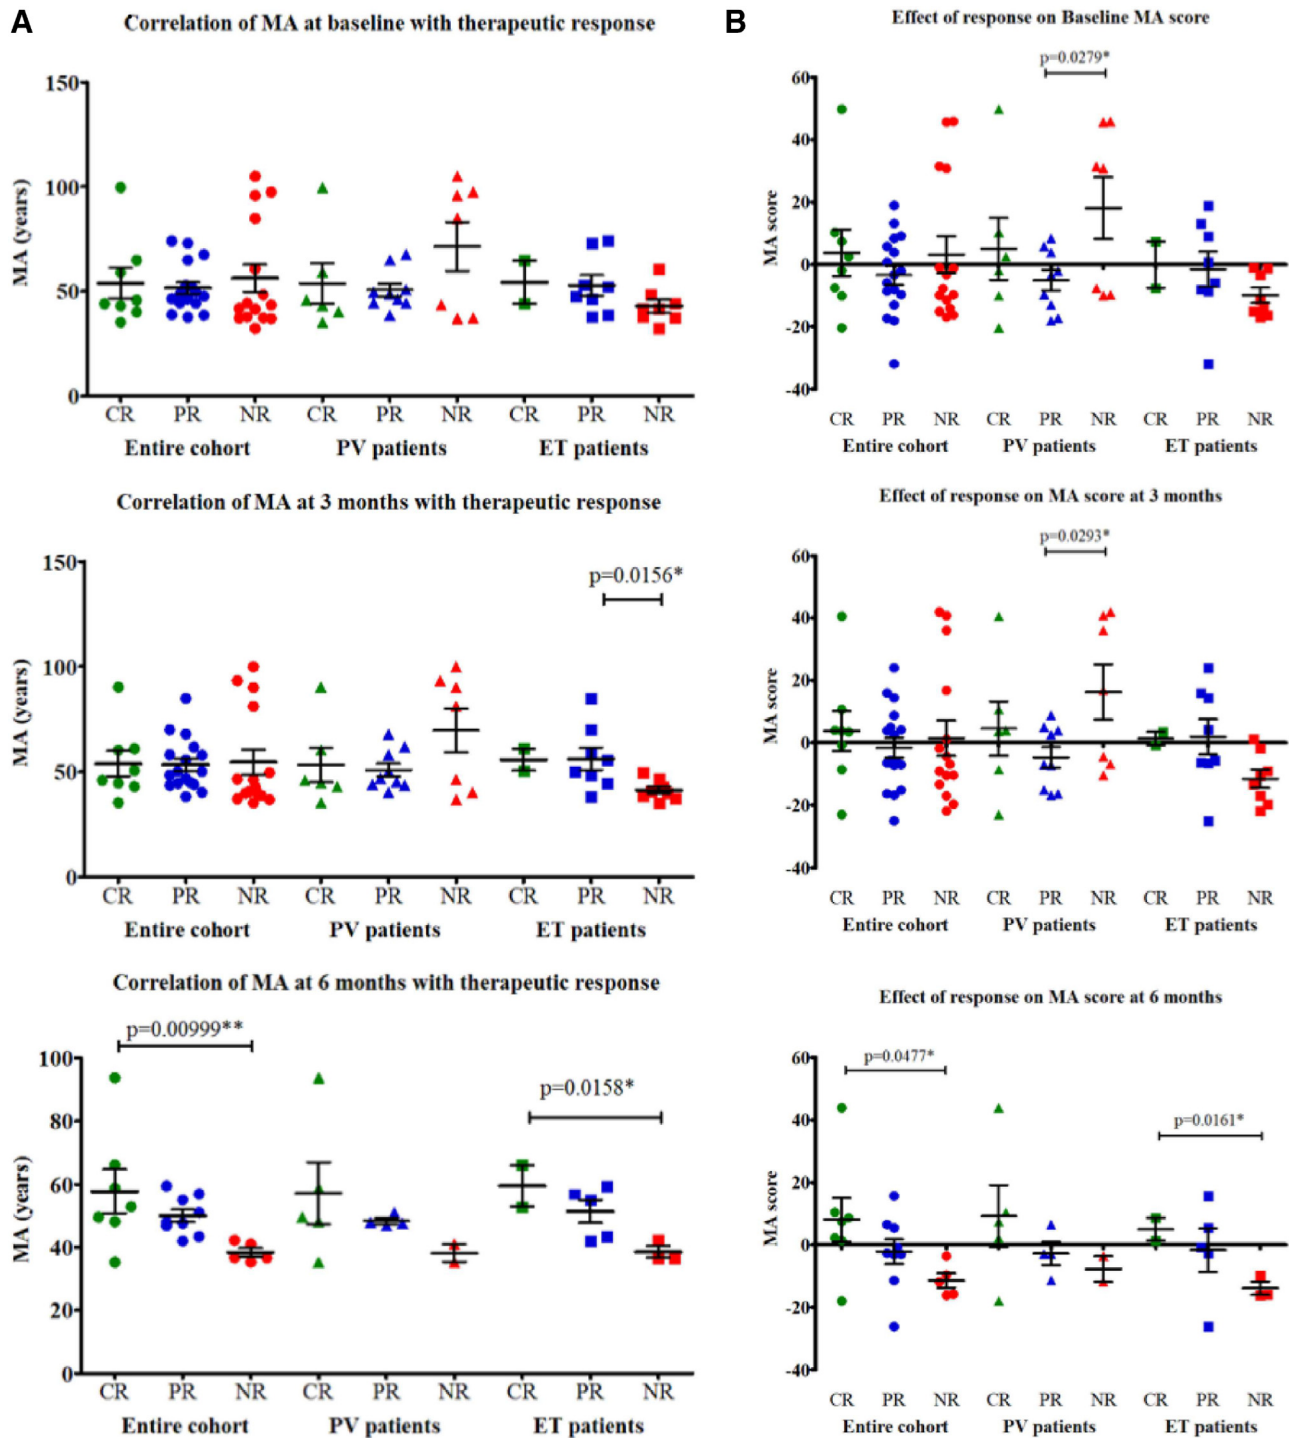 A
Correlation of MA at baseline with therapeutic response
MA (years)
150
100
50
0
CR PR NR CR PR NR CR PR NR
Entire cohort PV patients ET patients
Correlation of MA at 3 months with therapeutic response
MA (years)
150
100
50
0
p=0.0156*
CR PR NR CR PR NR CR PR NR
Entire cohort PV patients ET patients
Correlation of MA at 6 months with therapeutic response
MA (years)
p=0.00999**
p=0.0158*
100
80
60
40
20
0
CR PR NR CR PR NR CR PR NR
Entire cohort PV patients ET patients
B
Effect of response on Baseline MA score
MA score
p=0.0279*
60
40
20
0
-20
-40
CR PR NR CR PR NR CR PR NR
Entire cohort PV patients ET patients
Effect of response on MA score at 3 months
MA score
p=0.0293*
60
40
20
0
-20
-40
CR PR NR CR PR NR CR PR NR
Entire cohort PV patients ET patients
Effect of response on MA score at 6 months
MA score
p=0.0477*
p=0.0161*
60
40
20
0
-20
-40
CR PR NR CR PR NR CR PR NR
Entire cohort PV patients ET patients